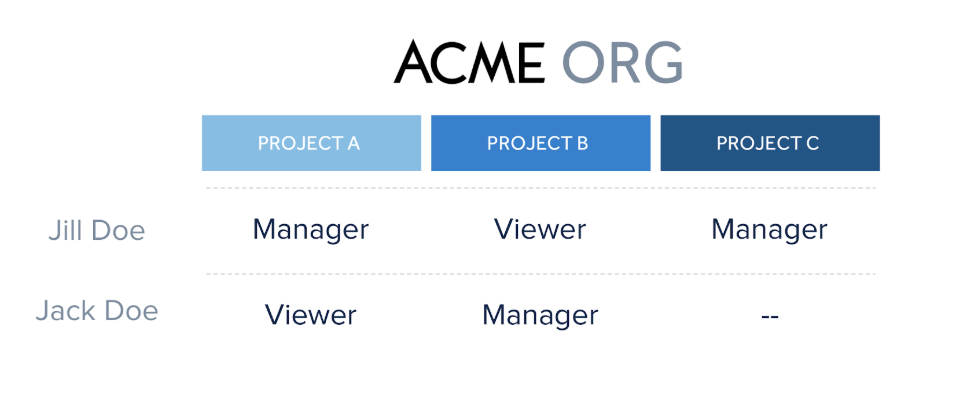 ACME ORG
PROJECT A PROJECT B PROJECT C
Jill Doe Manager Viewer Manager
Jack Doe Viewer Manager --